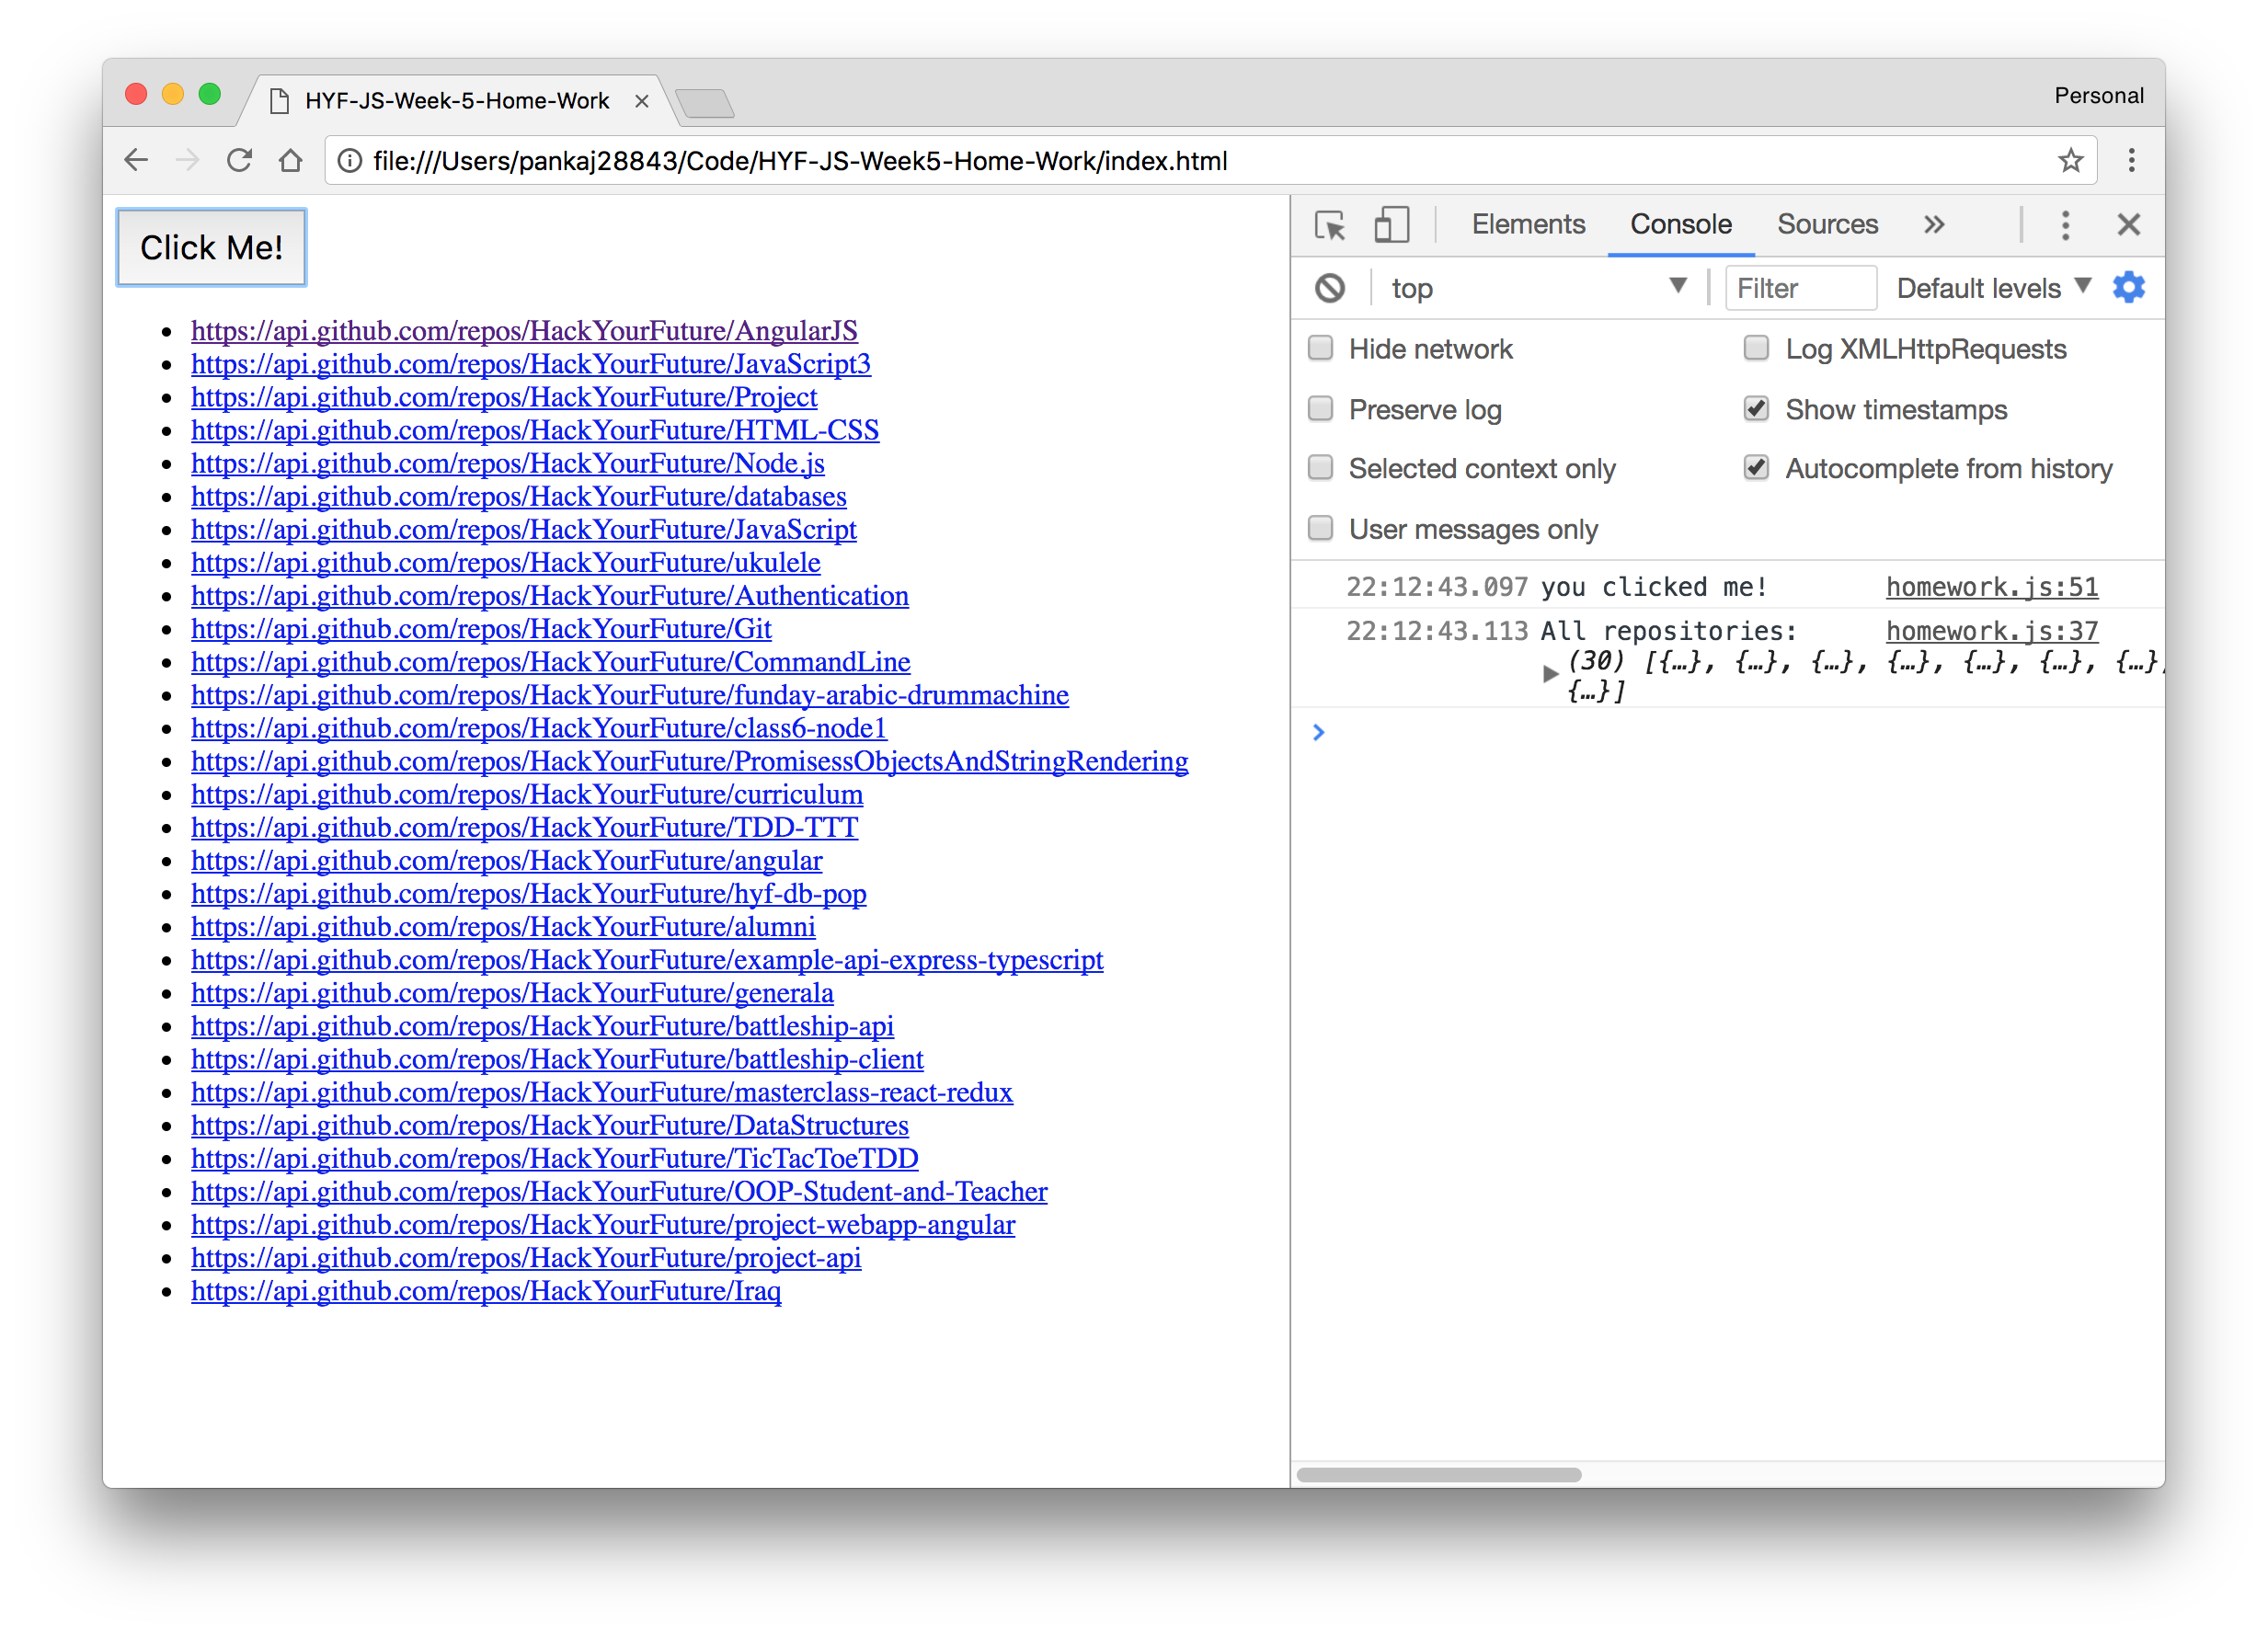 HYF-JS-Week-5-Home-Work
Personal
file:///Users/pankaj28843/Code/HYF-JS-Week5-Home-Work/index.html
Click Me!
https://api.github.com/repos/HackYourFuture/AngularJS
https://api.github.com/repos/HackYourFuture/JavaScript3
https://api.github.com/repos/HackYourFuture/Project
https://api.github.com/repos/HackYourFuture/HTML-CSS
https://api.github.com/repos/HackYourFuture/Node.js
https://api.github.com/repos/HackYourFuture/databases
https://api.github.com/repos/HackYourFuture/JavaScript
https://api.github.com/repos/HackYourFuture/ukulele
https://api.github.com/repos/HackYourFuture/Authentication
https://api.github.com/repos/HackYourFuture/Git
https://api.github.com/repos/HackYourFuture/CommandLine
https://api.github.com/repos/HackYourFuture/funday-arabic-drummachine
https://api.github.com/repos/HackYourFuture/class6-node1
https://api.github.com/repos/HackYourFuture/PromisessObjectsAndStringRendering
https://api.github.com/repos/HackYourFuture/curriculum
https://api.github.com/repos/HackYourFuture/TDD-TTT
https://api.github.com/repos/HackYourFuture/angular
https://api.github.com/repos/HackYourFuture/hyf-db-pop
https://api.github.com/repos/HackYourFuture/alumni
https://api.github.com/repos/HackYourFuture/example-api-express-typescript
https://api.github.com/repos/HackYourFuture/generala
https://api.github.com/repos/HackYourFuture/battleship-api
https://api.github.com/repos/HackYourFuture/battleship-client
https://api.github.com/repos/HackYourFuture/masterclass-react-redux
https://api.github.com/repos/HackYourFuture/DataStructures
https://api.github.com/repos/HackYourFuture/TicTacToeTDD
https://api.github.com/repos/HackYourFuture/OOP-Student-and-Teacher
https://api.github.com/repos/HackYourFuture/project-webapp-angular
https://api.github.com/repos/HackYourFuture/project-api
https://api.github.com/repos/HackYourFuture/Iraq
Elements Console Sources »
top Filter Default levels
Hide network Log XMLHttpRequests
Preserve log Show timestamps
Selected context only Autocomplete from history
User messages only
22:12:43.097 you clicked me! homework.js:51
22:12:43.113 All repositories: homework.js:37
(30) [{…}, {…}, {…}, {…}, {…}, {…}, {…},
{…}]